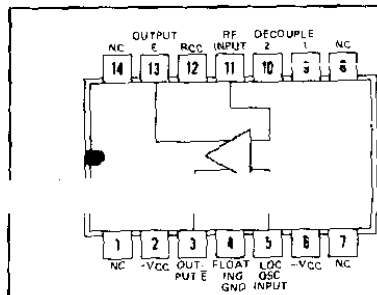 OUTPUT RF DECOUPLE
NC E RCC INPUT 2 1 NC
14 13 12 11 10 9 8
1 2 3 4 5 6 7
NC -VCC OUT- FLOAT LOC -VCC NC
PUT E̅ ING OSC
GND INPUT